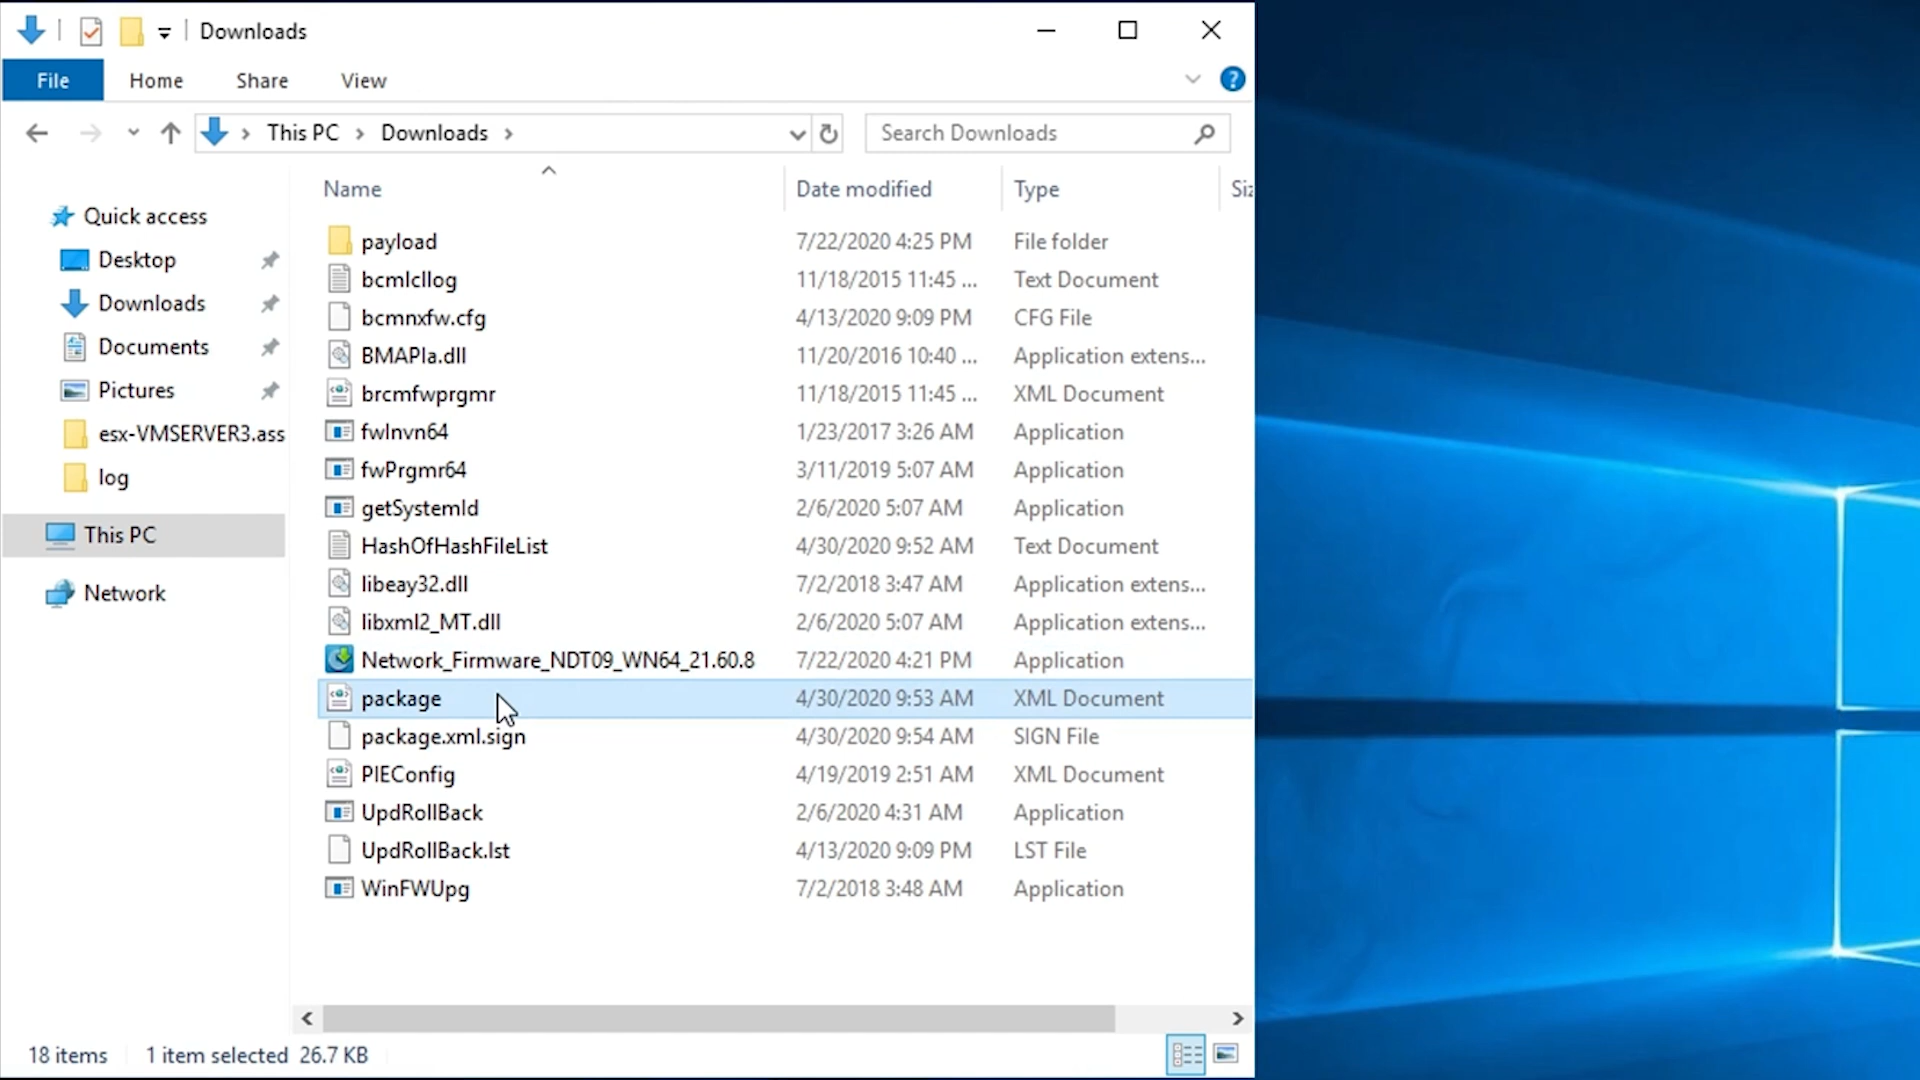 Downloads
File Home Share View
?
This PC Downloads
Search Downloads
Name Date modified Type Siz
Quick access
Desktop
Downloads
Documents
Pictures
esx-VMSERVER3.ass
log
This PC
Network
payload 7/22/2020 4:25 PM File folder
bcmlcllog 11/18/2015 11:45 ... Text Document
bcmnxfw.cfg 4/13/2020 9:09 PM CFG File
BMAPIa.dll 11/20/2016 10:40 ... Application extens...
brcmfwprgmr 11/18/2015 11:45 ... XML Document
fwInvn64 1/23/2017 3:26 AM Application
fwPrgmr64 3/11/2019 5:07 AM Application
getSystemId 2/6/2020 5:07 AM Application
HashOfHashFileList 4/30/2020 9:52 AM Text Document
libeay32.dll 7/2/2018 3:47 AM Application extens...
libxml2_MT.dll 2/6/2020 5:07 AM Application extens...
Network_Firmware_NDT09_WN64_21.60.8 7/22/2020 4:21 PM Application
package 4/30/2020 9:53 AM XML Document
package.xml.sign 4/30/2020 9:54 AM SIGN File
PIEConfig 4/19/2019 2:51 AM XML Document
UpdRollBack 2/6/2020 4:31 AM Application
UpdRollBack.lst 4/13/2020 9:09 PM LST File
WinFWUpg 7/2/2018 3:48 AM Application
18 items 1 item selected 26.7 KB